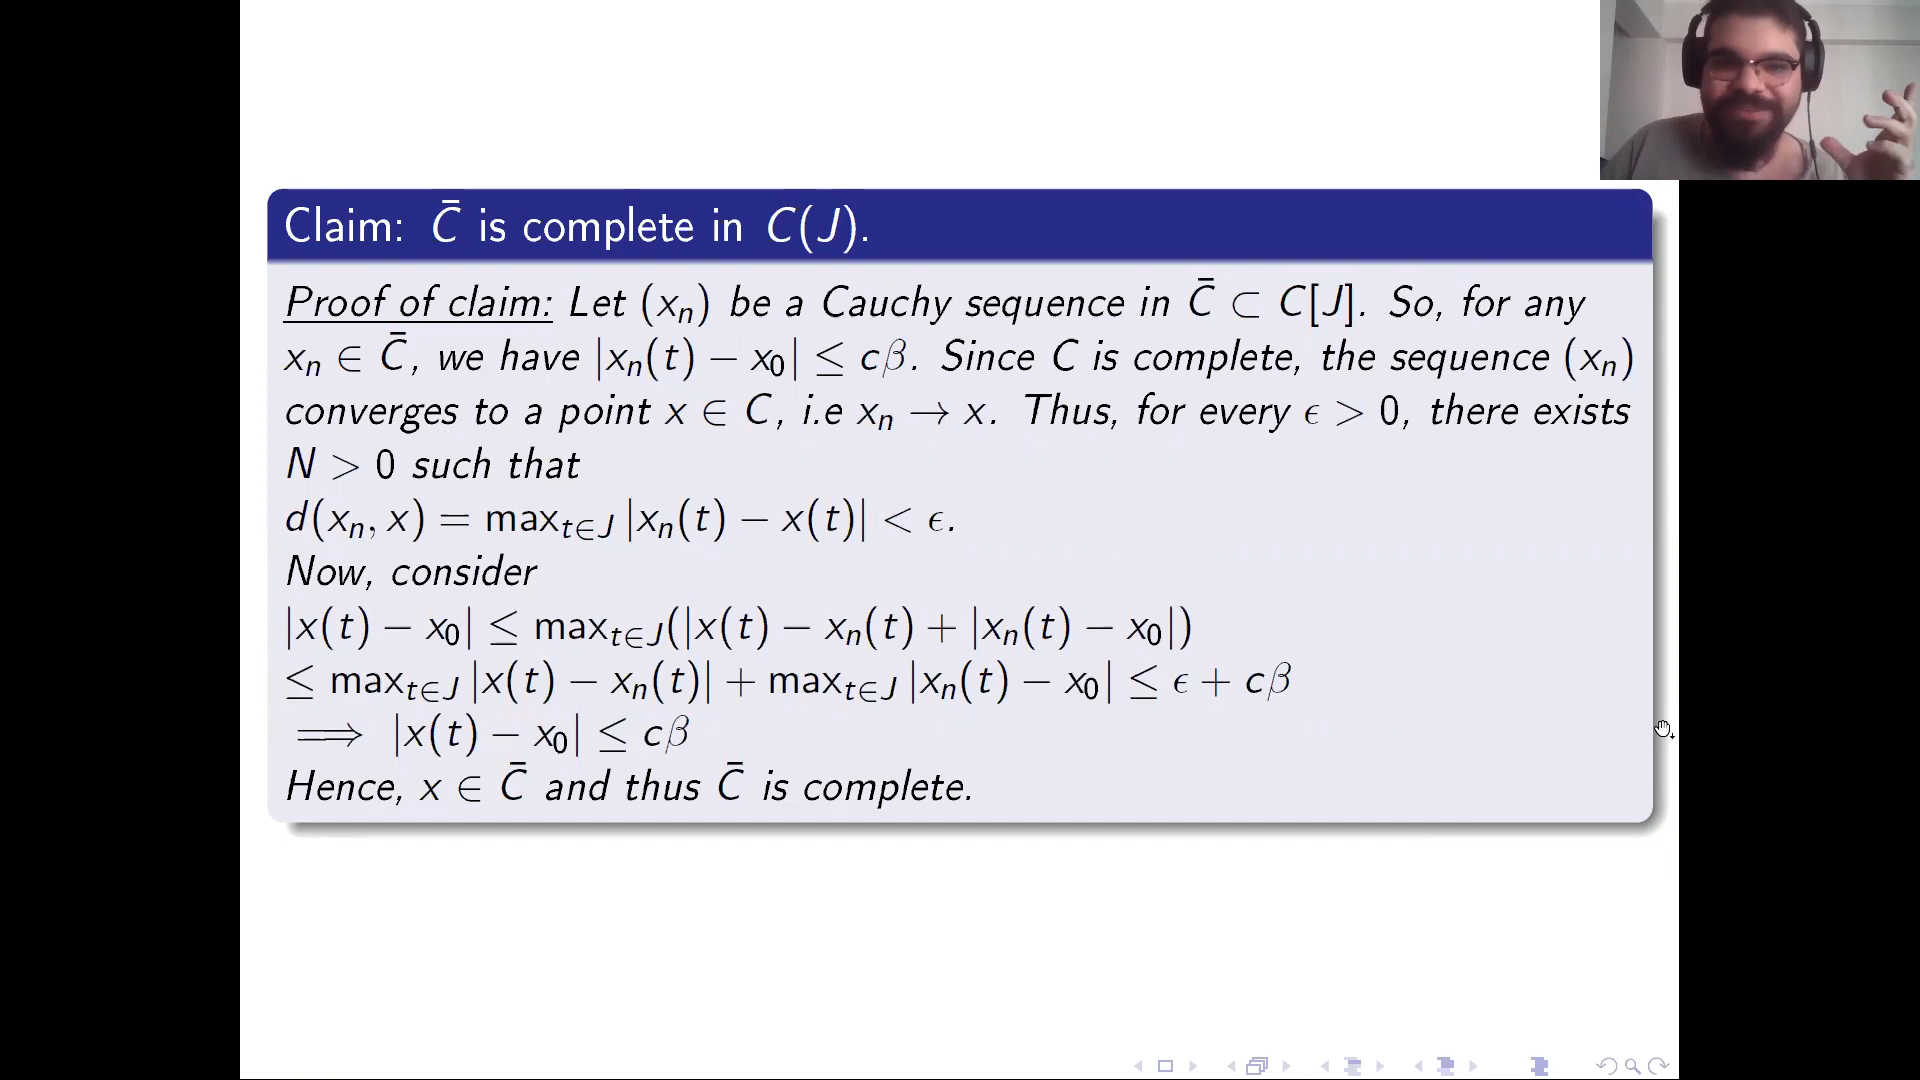 Claim: C̄ is complete in C(J).
Proof of claim: Let (xₙ) be a Cauchy sequence in C̄ ⊂ C[J]. So, for any
xₙ ∈ C̄, we have |xₙ(t) − x₀| ≤ cβ. Since C is complete, the sequence (xₙ)
converges to a point x ∈ C, i.e xₙ → x. Thus, for every ϵ > 0, there exists
N > 0 such that
d(xₙ, x) = max_{t∈J} |xₙ(t) − x(t)| < ϵ.
Now, consider
|x(t) − x₀| ≤ max_{t∈J}(|x(t) − xₙ(t) + |xₙ(t) − x₀|)
≤ max_{t∈J} |x(t) − xₙ(t)| + max_{t∈J} |xₙ(t) − x₀| ≤ ϵ + cβ
⟹ |x(t) − x₀| ≤ cβ
Hence, x ∈ C̄ and thus C̄ is complete.